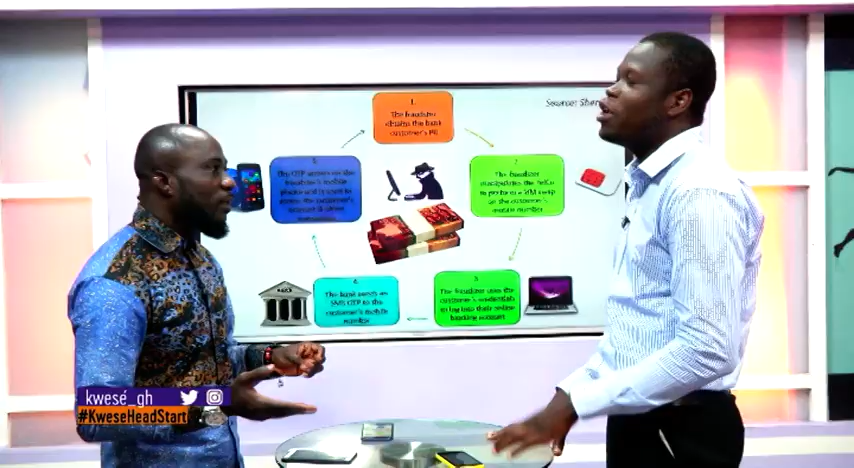 Source: Sher
1.
The fraudster
obtains the bank
customer's PII
2.
The fraudster
manipulates the
to perform a SIM swap
on the customer's
mobile number
3.
The fraudster uses the
customer's credentials
to log into their online
banking account
4.
The bank sends an
SMS OTP to the
customer's mobile
number
5.
The OTP arrives on the
fraudster's mobile
phone and is used to
access the customer's
BANK
kwesé_gh
#KweseHeadStart